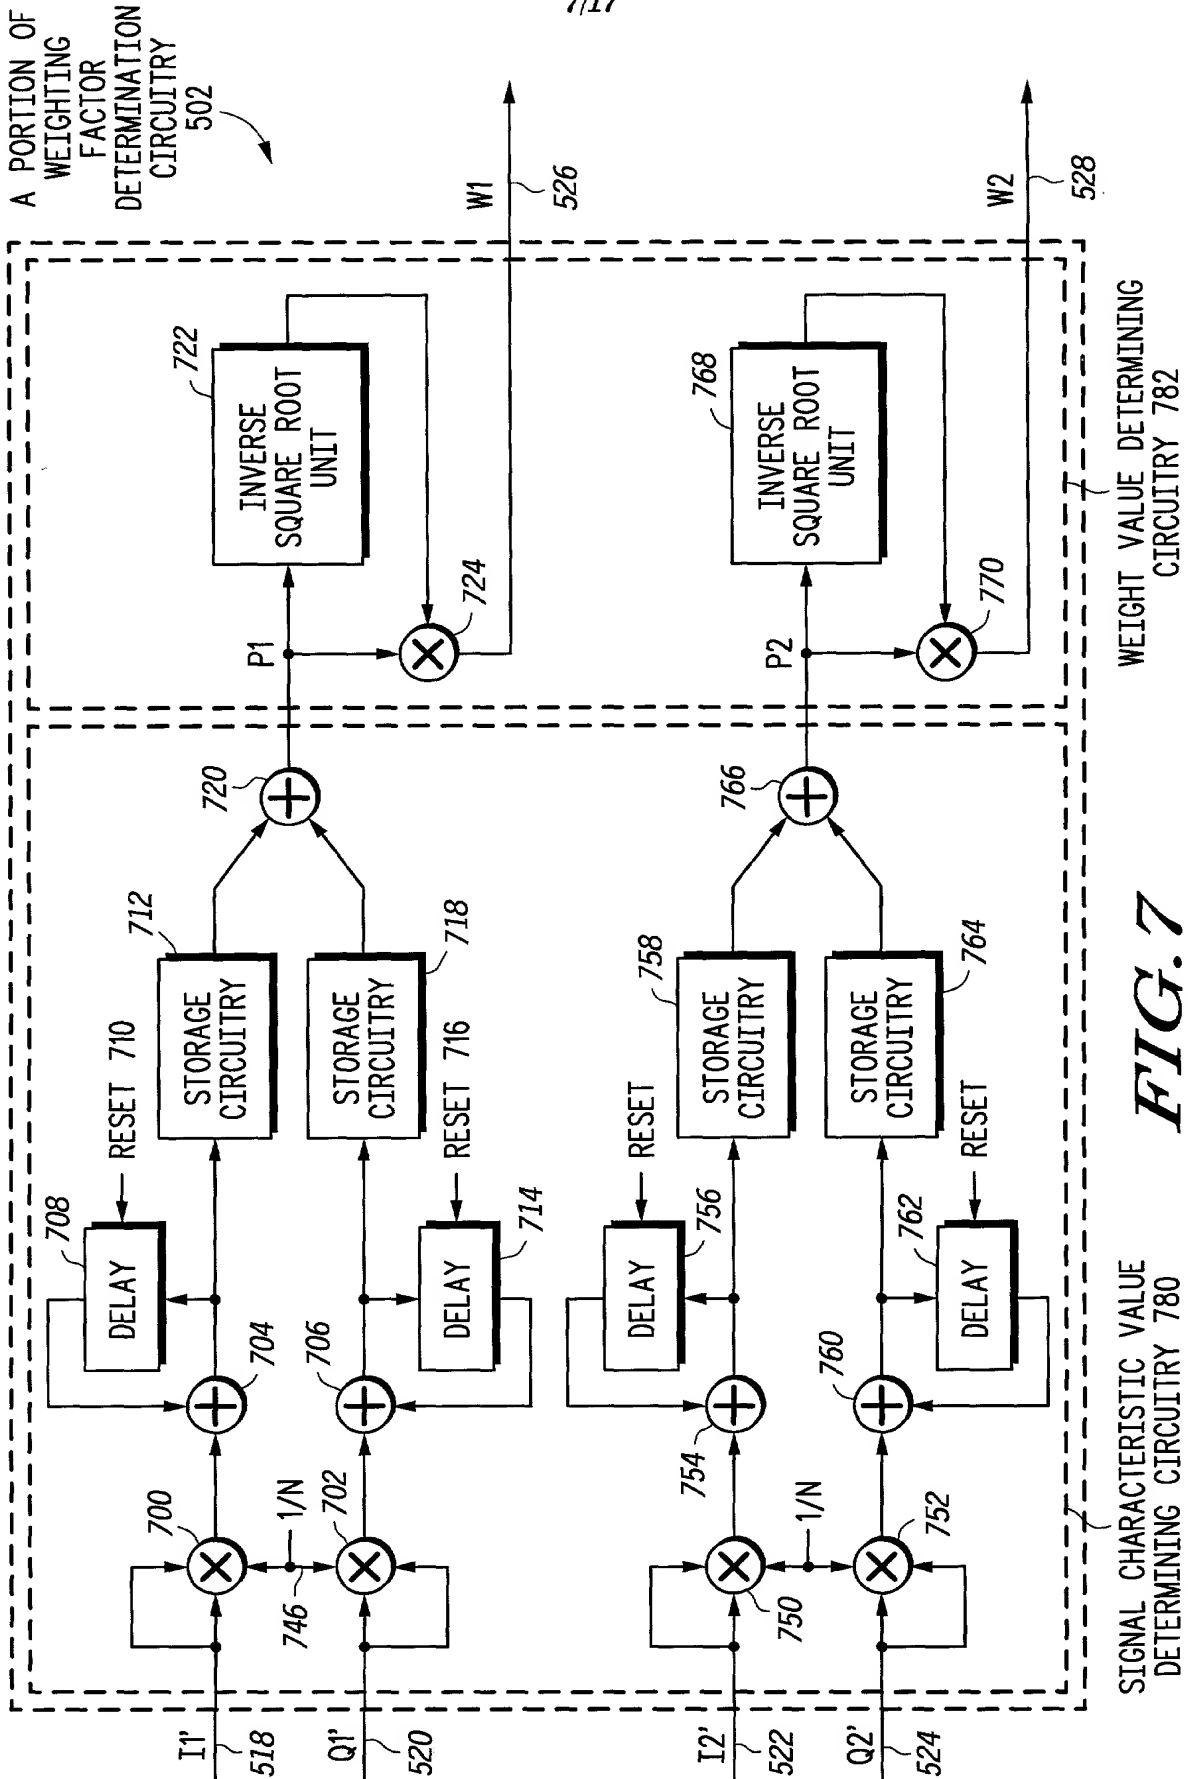 7/17
A PORTION OF
WEIGHTING
FACTOR
DETERMINATION
CIRCUITRY
502
I1'
518
Q1'
520
I2'
522
Q2'
524
700
746
1/N
702
704
706
708
DELAY
RESET 710
STORAGE
CIRCUITRY
712
STORAGE
CIRCUITRY
718
RESET 716
DELAY
714
720
P1
INVERSE
SQUARE ROOT
UNIT
722
724
W1
526
750
1/N
752
754
760
DELAY
756
RESET
STORAGE
CIRCUITRY
758
STORAGE
CIRCUITRY
764
762
DELAY
RESET
766
P2
INVERSE
SQUARE ROOT
UNIT
768
770
W2
528
SIGNAL CHARACTERISTIC VALUE
DETERMINING CIRCUITRY 780
WEIGHT VALUE DETERMINING
CIRCUITRY 782
FIG. 7